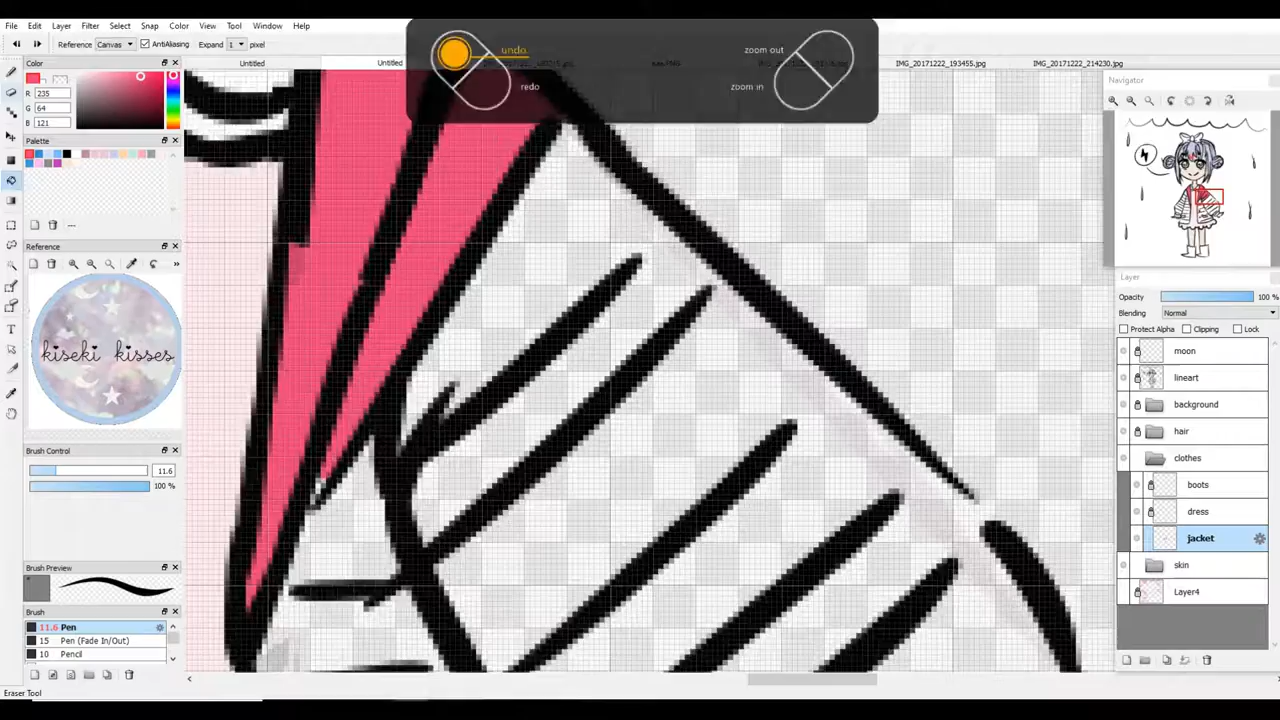 File Edit Layer Filter Select Snap Color View Tool Window Help
Reference Canvas AntiAliasing Expand 1 pixel
undo
redo
zoom out
zoom in
Untitled Untitled IMG_20171222_193455.jpg IMG_20171222_214230.jpg
Color
R 235
G 64
B 121
Palette
Reference
kiseki kisses
Brush Control
11.6
100 %
Brush Preview
Brush
11.6 Pen
15 Pen (Fade In/Out)
10 Pencil
Eraser Tool
Navigator
Layer
Opacity 100 %
Blending Normal
Protect Alpha Clipping Lock
moon
lineart
background
hair
clothes
boots
dress
jacket
skin
Layer4